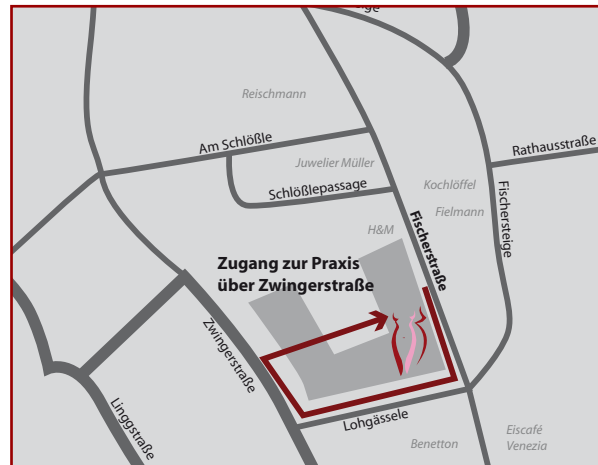 Reischmann
Am Schlößle
Juwelier Müller
Schlößlepassage
Rathausstraße
Kochlöffel
Fielmann
Fischersteige
Fischerstraße
H&M
Zugang zur Praxis
über Zwingerstraße
Zwingerstraße
Linggstraße
Lohgässele
Benetton
Eiscafé
Venezia